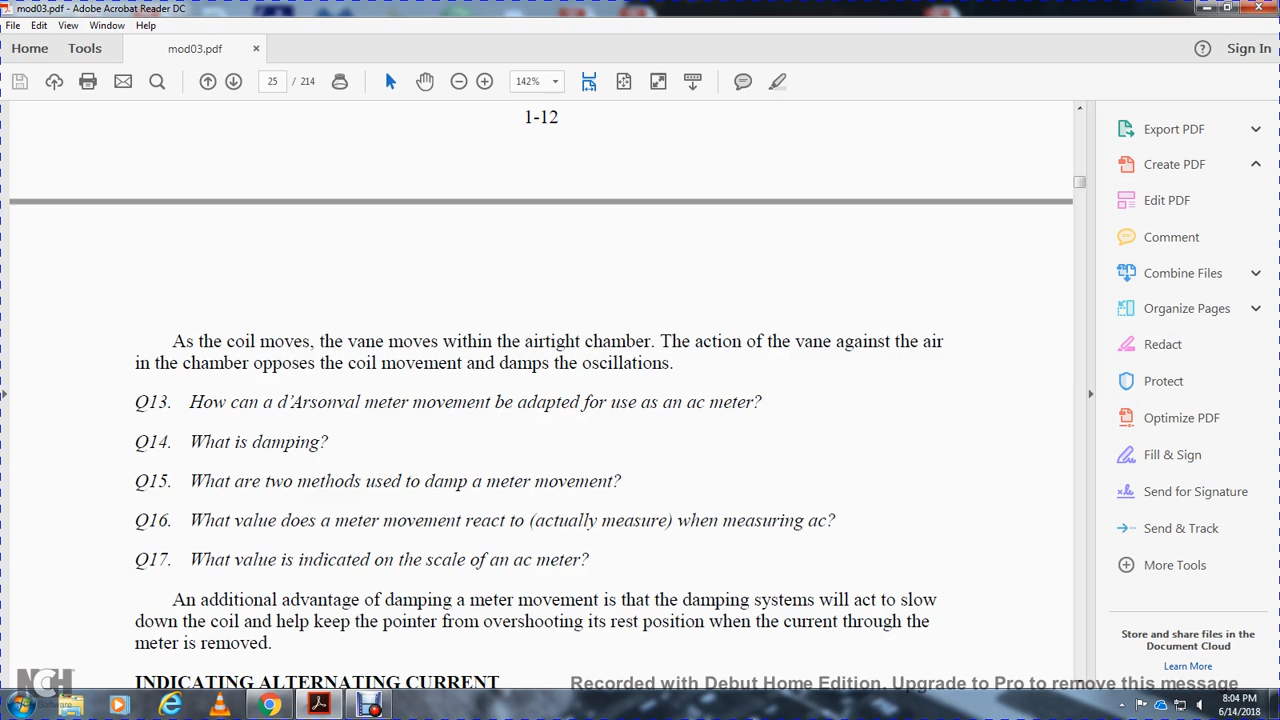 mod03.pdf - Adobe Acrobat Reader DC
File Edit View Window Help
Home Tools mod03.pdf × Sign In
25 / 214 142%
1-12
As the coil moves, the vane moves within the airtight chamber. The action of the vane against the air
in the chamber opposes the coil movement and damps the oscillations.
Q13. How can a d'Arsonval meter movement be adapted for use as an ac meter?
Q14. What is damping?
Q15. What are two methods used to damp a meter movement?
Q16. What value does a meter movement react to (actually measure) when measuring ac?
Q17. What value is indicated on the scale of an ac meter?
An additional advantage of damping a meter movement is that the damping systems will act to slow
down the coil and help keep the pointer from overshooting its rest position when the current through the
meter is removed.
INDICATING ALTERNATING CURRENT
Export PDF
Create PDF
Edit PDF
Comment
Combine Files
Organize Pages
Redact
Protect
Optimize PDF
Fill & Sign
Send for Signature
Send & Track
More Tools
Store and share files in the
Document Cloud
Learn More
NCH
Software
Recorded with Debut Home Edition. Upgrade to Pro to remove this message
8:04 PM
6/14/2018